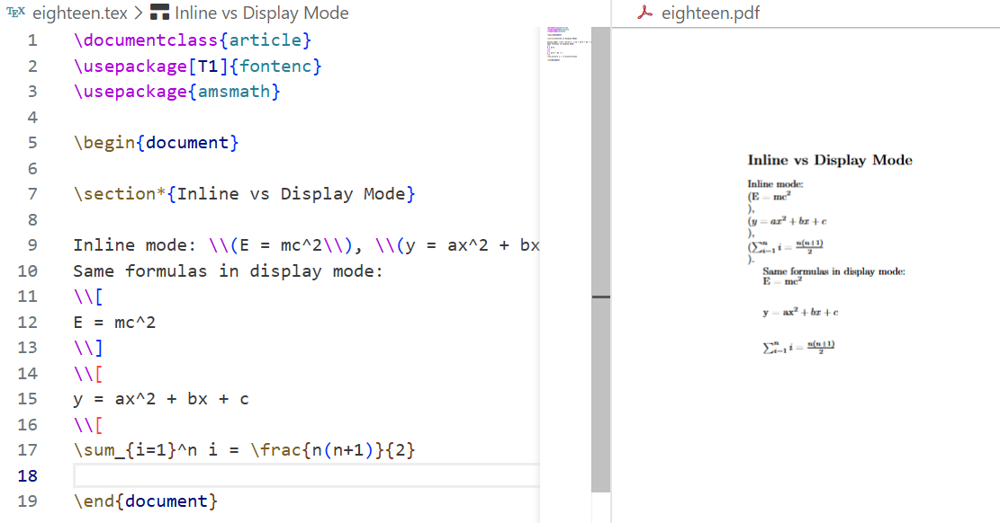 TEX eighteen.tex > Inline vs Display Mode
1 \documentclass{article}
2 \usepackage[T1]{fontenc}
3 \usepackage{amsmath}
4
5 \begin{document}
6
7 \section*{Inline vs Display Mode}
8
9 Inline mode: \\(E = mc^2\\), \\(y = ax^2 + bx
10 Same formulas in display mode:
11 \\[
12 E = mc^2
13 \\]
14 \\[
15 y = ax^2 + bx + c
16 \\[
17 \sum_{i=1}^n i = \frac{n(n+1)}{2}
18
19 \end{document}
eighteen.pdf
Inline vs Display Mode
Inline mode:
(E = mc²
),
(y = ax² + bx + c
),
(∑ⁿᵢ₌₁ i = n(n+1)/2
).
Same formulas in display mode:
E = mc²
y = ax² + bx + c
∑ⁿᵢ₌₁ i = n(n+1)/2